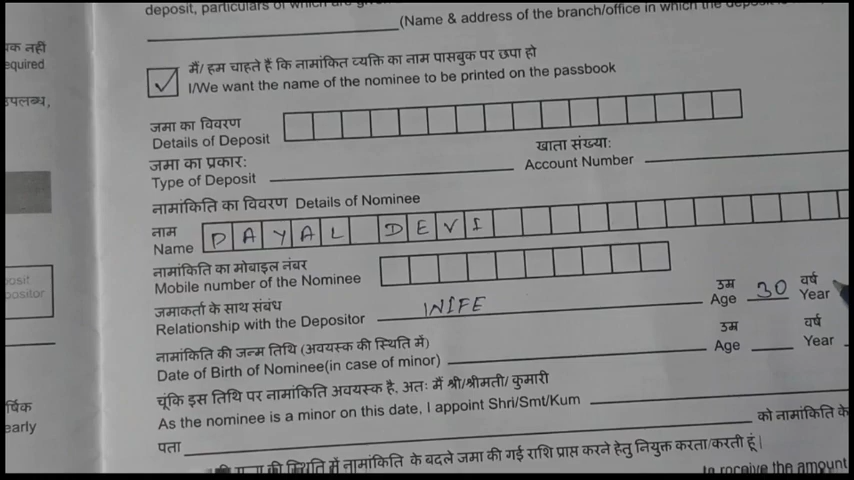 deposit, particulars of which are
(Name & address of the branch/office in which the deposit
यक नहीं
equired
उपलब्ध,
मैं/ हम चाहते हैं कि नामांकित व्यक्ति का नाम पासबुक पर छपा हो
✓ I/We want the name of the nominee to be printed on the passbook
जमा का विवरण
Details of Deposit
जमा का प्रकार: खाता संख्या:
Type of Deposit Account Number
नामांकिति का विवरण Details of Nominee
नाम
Name DAYAL DEVI
नामांकिति का मोबाइल नंबर
Mobile number of the Nominee
posit
positor
जमाकर्ता के साथ संबंध उम्र वर्ष
Relationship with the Depositor WIFE Age 30 Year
नामांकिति की जन्म तिथि (अवयस्क की स्थिति में) उम्र वर्ष
Date of Birth of Nominee(in case of minor) Age Year
चूंकि इस तिथि पर नामांकिति अवयस्क है, अतः मैं श्री/श्रीमती/ कुमारी
र्षिक
early
As the nominee is a minor on this date, I appoint Shri/Smt/Kum
पता को नामांकिति के
की स्थिति में नामांकिति के बदले जमा की गई राशि प्राप्त करने हेतु नियुक्त करता/करती हूं|
to receive the amount